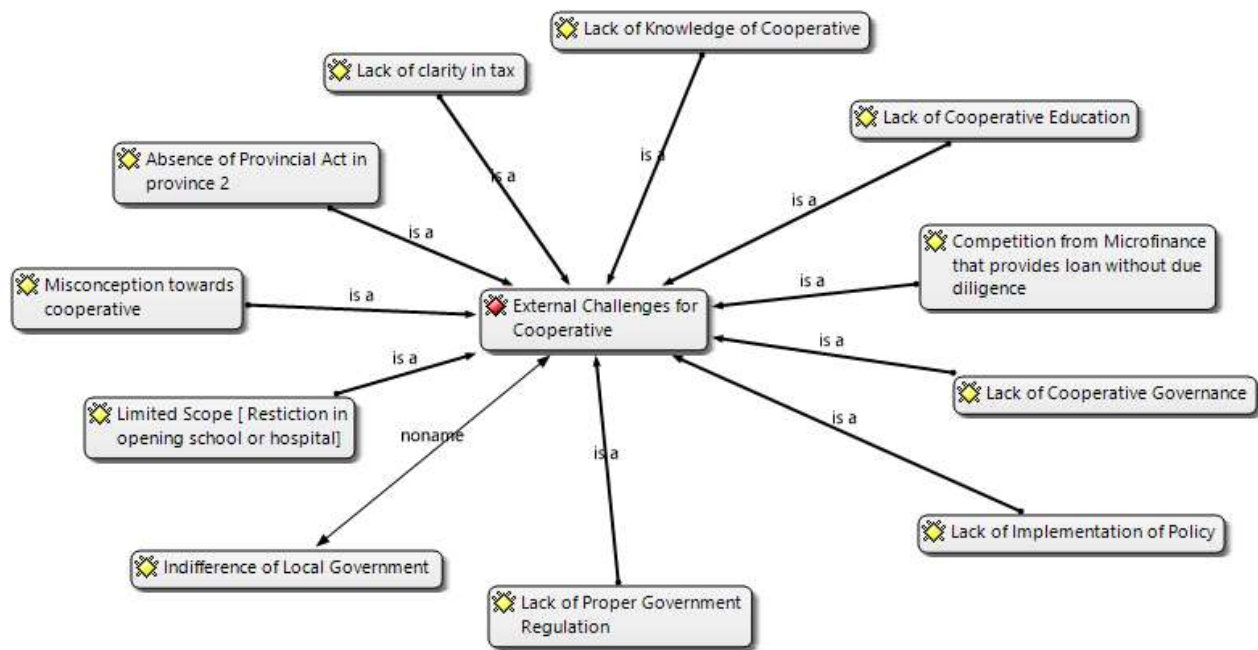 Lack of Knowledge of Cooperative
Lack of clarity in tax
Lack of Cooperative Education
Absence of Provincial Act in
province 2
is a
is a
is a
is a
Competition from Microfinance
that provides loan without due
diligence
Misconception towards
cooperative
is a
is a
External Challenges for
Cooperative
is a
is a
Lack of Cooperative Governance
Limited Scope [ Restiction in
opening school or hospital]
is a
noname
is a
Lack of Implementation of Policy
Indifference of Local Government
Lack of Proper Government
Regulation